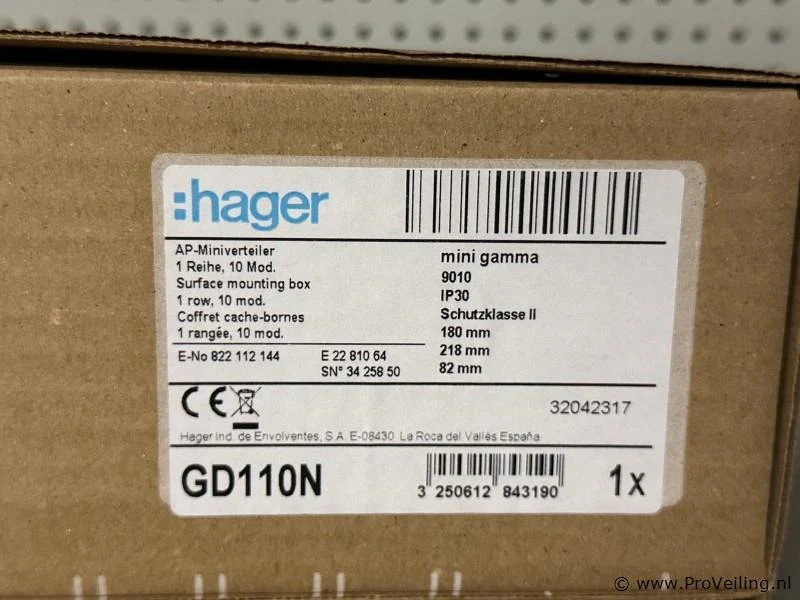 :hager
AP-Miniverteiler
1 Reihe, 10 Mod.
Surface mounting box
1 row, 10 mod.
Coffret cache-bornes
1 rangée, 10 mod.
E-No 822 112 144
E 22 810 64
SN° 34 258 50
mini gamma
9010
IP30
Schutzklasse II
180 mm
218 mm
82 mm
CE
32042317
Hager Ind. de Envolventes, S.A. E-08430 La Roca del Vallès España
GD110N
3 250612 843190
1x
© www.ProVeiling.nl